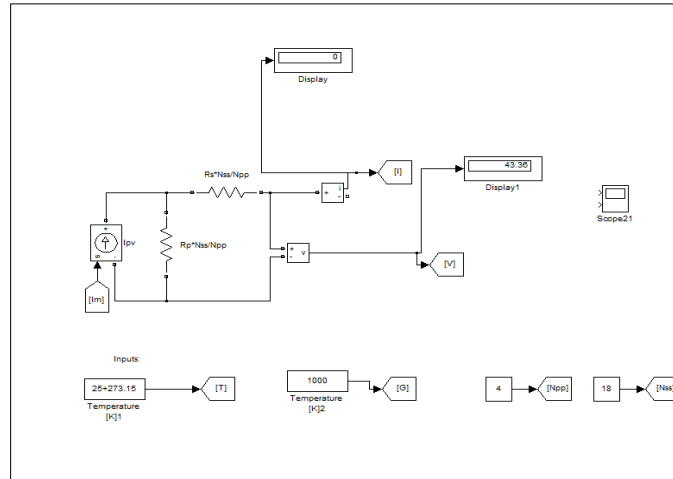 0
Display
[I]
43.36
Display1
Rs*Nss/Npp
+
i
-
Scope21
+
Ipv
s
-
Rp*Nss/Npp
+
-
v
[V]
[Im]
Inputs:
25+273.15
[T]
Temperature
[K]1
1000
[G]
Temperature
[K]2
4
[Npp]
18
[Nss]